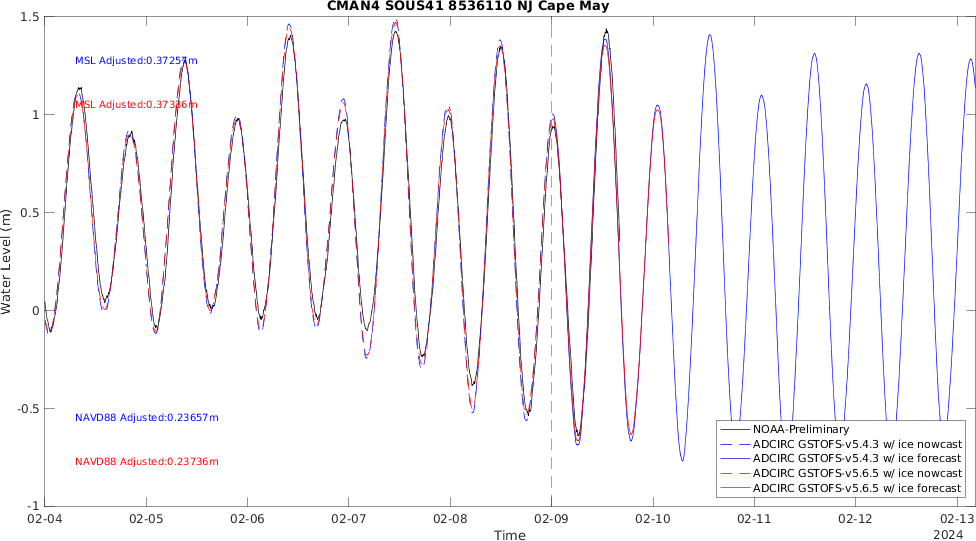 CMAN4 SOUS41 8536110 NJ Cape May
1.5
1
0.5
0
-0.5
-1
Water Level (m)
MSL Adjusted:0.37257m
MSL Adjusted:0.37336m
NAVD88 Adjusted:0.23657m
NAVD88 Adjusted:0.23736m
NOAA-Preliminary
ADCIRC GSTOFS-v5.4.3 w/ ice nowcast
ADCIRC GSTOFS-v5.4.3 w/ ice forecast
ADCIRC GSTOFS-v5.6.5 w/ ice nowcast
ADCIRC GSTOFS-v5.6.5 w/ ice forecast
02-04 02-05 02-06 02-07 02-08 02-09 02-10 02-11 02-12 02-13
Time
2024